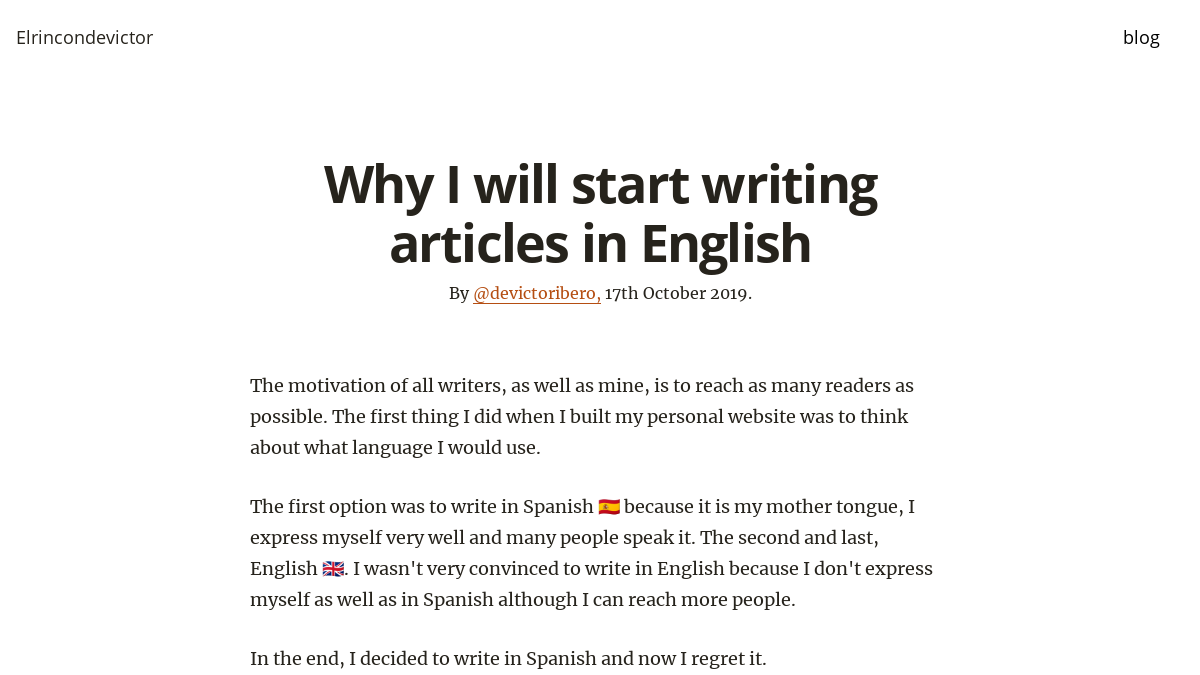 Elrincondevictor
blog
Why I will start writing
articles in English
By @devictoribero, 17th October 2019.
The motivation of all writers, as well as mine, is to reach as many readers as
possible. The first thing I did when I built my personal website was to think
about what language I would use.
The first option was to write in Spanish 🇪🇸 because it is my mother tongue, I
express myself very well and many people speak it. The second and last,
English 🇬🇧. I wasn't very convinced to write in English because I don't express
myself as well as in Spanish although I can reach more people.
In the end, I decided to write in Spanish and now I regret it.